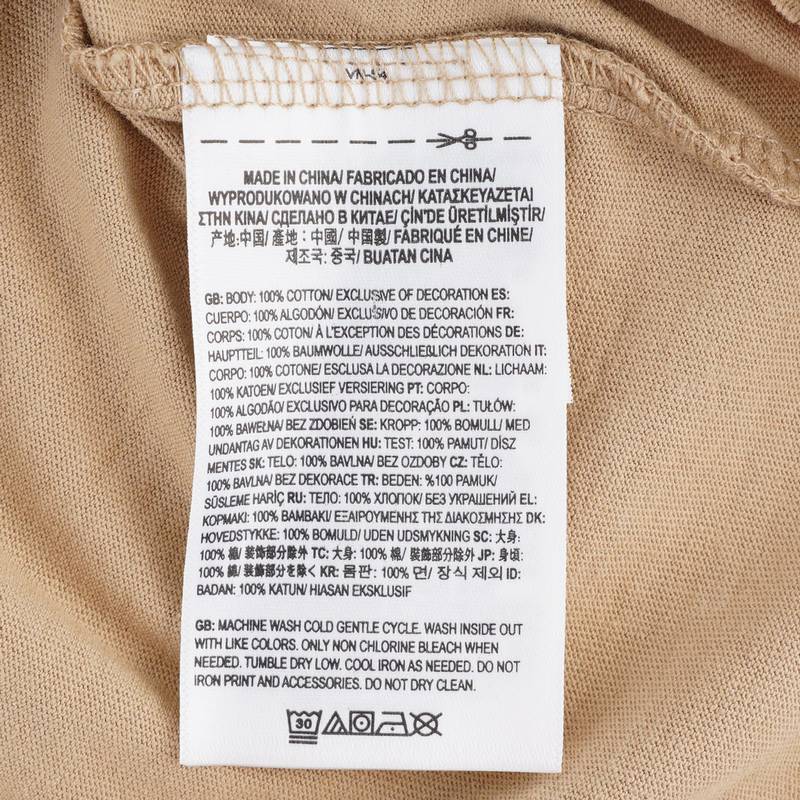 MADE IN CHINA/ FABRICADO EN CHINA/
WYPRODUKOWANO W CHINACH/ ΚΑΤΑΣΚΕΥΑΖΕΤΑΙ
ΣΤΗΝ ΚΙΝΑ/ СДЕЛАНО В КИТАЕ/ ÇİN'DE ÜRETİLMİŞTİR/
产地:中国/ 產地：中國/ 中国製/ FABRIQUÉ EN CHINE/
제조국: 중국/ BUATAN CINA
GB: BODY: 100% COTTON/ EXCLUSIVE OF DECORATION ES:
CUERPO: 100% ALGODÓN/ EXCLUSIVO DE DECORACIÓN FR:
CORPS: 100% COTON/ À L'EXCEPTION DES DÉCORATIONS DE:
HAUPTTEIL: 100% BAUMWOLLE/ AUSSCHLIEßLICH DEKORATION IT:
CORPO: 100% COTONE/ ESCLUSA LA DECORAZIONE NL: LICHAAM:
100% KATOEN/ EXCLUSIEF VERSIERING PT: CORPO:
100% ALGODÃO/ EXCLUSIVO PARA DECORAÇÃO PL: TUŁÓW:
100% BAWEŁNA/ BEZ ZDOBIEŃ SE: KROPP: 100% BOMULL/ MED
UNDANTAG AV DEKORATIONEN HU: TEST: 100% PAMUT/ DÍSZ
MENTES SK: TELO: 100% BAVLNA/ BEZ OZDOBY CZ: TĚLO:
100% BAVLNA/ BEZ DEKORACE TR: BEDEN: %100 PAMUK/
SÜSLEME HARİÇ RU: ТЕЛО: 100% ХЛОПОК/ БЕЗ УКРАШЕНИЙ EL:
ΚΟΡΜΑΚΙ: 100% ΒΑΜΒΑΚΙ/ ΕΞΑΙΡΟΥΜΕΝΗΣ ΤΗΣ ΔΙΑΚΟΣΜΗΣΗΣ DK:
HOVEDSTYKKE: 100% BOMULD/ UDEN UDSMYKNING SC: 大身:
100% 棉/ 装饰部分除外 TC: 大身: 100% 棉/ 裝飾部分除外 JP: 身頃:
100% 綿/ 装飾部分を除く KR: 몸판: 100% 면/ 장식 제외 ID:
BADAN: 100% KATUN/ HIASAN EKSKLUSIF
GB: MACHINE WASH COLD GENTLE CYCLE. WASH INSIDE OUT
WITH LIKE COLORS. ONLY NON CHLORINE BLEACH WHEN
NEEDED. TUMBLE DRY LOW. COOL IRON AS NEEDED. DO NOT
IRON PRINT AND ACCESSORIES. DO NOT DRY CLEAN.
30